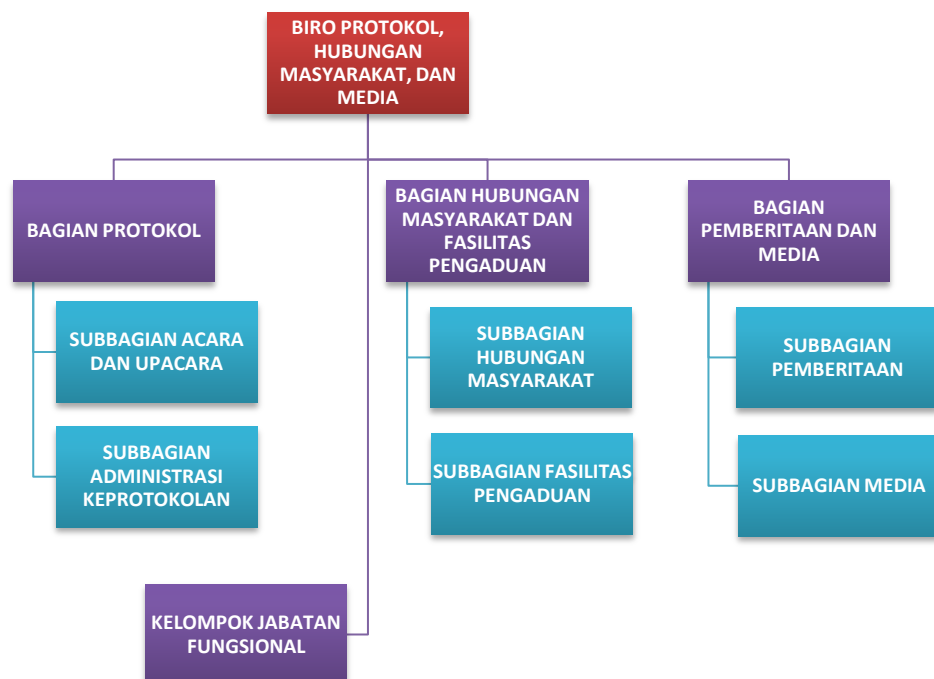 BIRO PROTOKOL,
HUBUNGAN
MASYARAKAT, DAN
MEDIA
BAGIAN PROTOKOL
SUBBAGIAN ACARA
DAN UPACARA
SUBBAGIAN
ADMINISTRASI
KEPROTOKOLAN
BAGIAN HUBUNGAN
MASYARAKAT DAN
FASILITAS
PENGADUAN
SUBBAGIAN
HUBUNGAN
MASYARAKAT
SUBBAGIAN FASILITAS
PENGADUAN
BAGIAN
PEMBERITAAN DAN
MEDIA
SUBBAGIAN
PEMBERITAAN
SUBBAGIAN MEDIA
KELOMPOK JABATAN
FUNGSIONAL